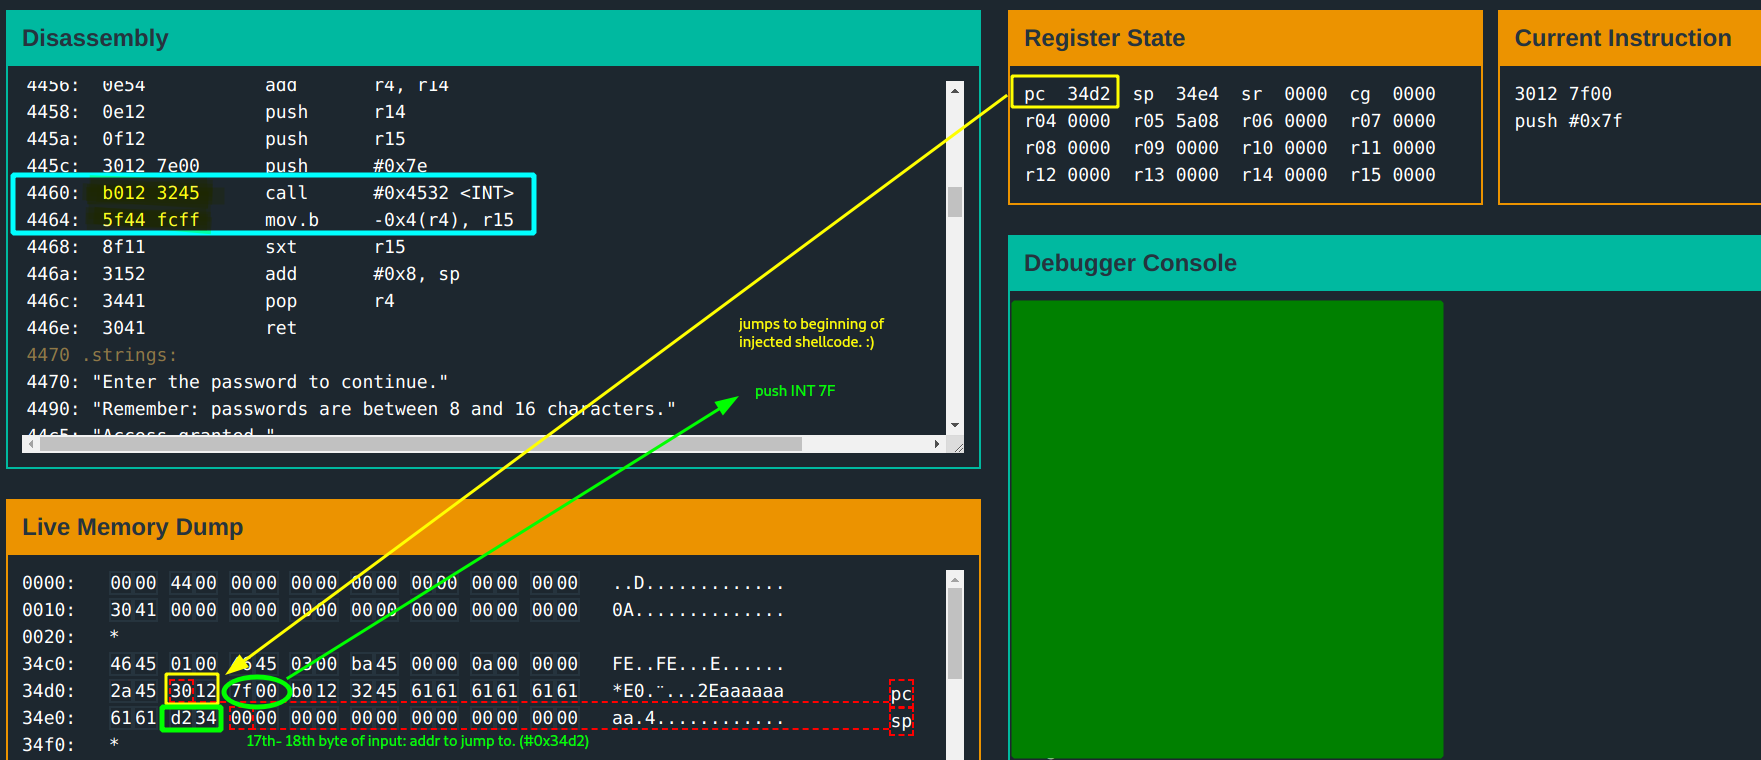 Disassembly
4456: 0e54 add r4, r14
4458: 0e12 push r14
445a: 0f12 push r15
445c: 3012 7e00 push #0x7e
4460: b012 3245 call #0x4532 <INT>
4464: 5f44 fcff mov.b -0x4(r4), r15
4468: 8f11 sxt r15
446a: 3152 add #0x8, sp
446c: 3441 pop r4
446e: 3041 ret
4470 .strings:
4470: "Enter the password to continue."
4490: "Remember: passwords are between 8 and 16 characters."
44c5: "Access granted."
jumps to beginning of
injected shellcode. :)
push INT 7F
Register State
pc 34d2 sp 34e4 sr 0000 cg 0000
r04 0000 r05 5a08 r06 0000 r07 0000
r08 0000 r09 0000 r10 0000 r11 0000
r12 0000 r13 0000 r14 0000 r15 0000
Current Instruction
3012 7f00
push #0x7f
Debugger Console
Live Memory Dump
0000: 0000 4400 0000 0000 0000 0000 0000 0000 ..D.............
0010: 3041 0000 0000 0000 0000 0000 0000 0000 0A..............
0020: *
34c0: 4645 0100 45 0300 ba45 0000 0a00 0000 FE..FE...E......
34d0: 2a45 3012 7f00 b012 3245 6161 6161 6161 *E0.¨...2Eaaaaaa pc
34e0: 6161 d234 0000 0000 0000 0000 0000 0000 aa.4............ sp
34f0: *
17th- 18th byte of input: addr to jump to. (#0x34d2)